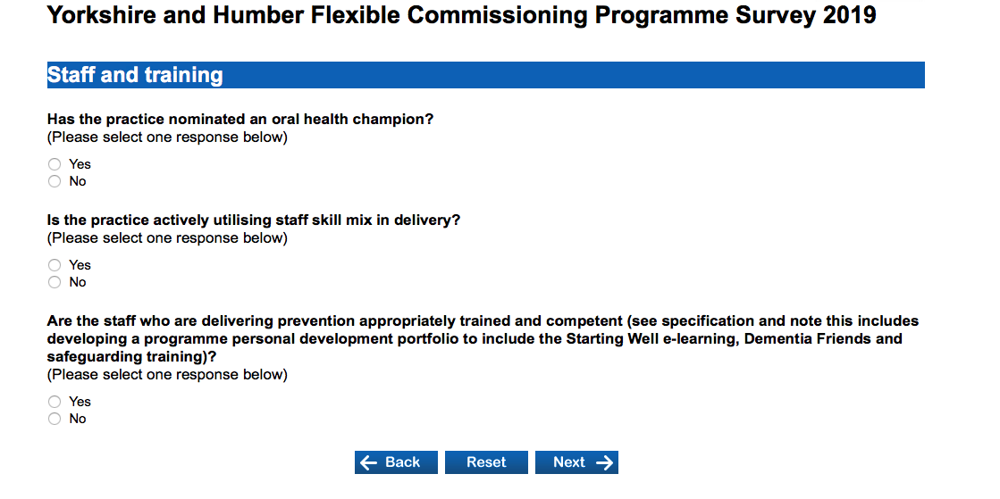 Yorkshire and Humber Flexible Commissioning Programme Survey 2019
Staff and training
Has the practice nominated an oral health champion?
(Please select one response below)
Yes
No
Is the practice actively utilising staff skill mix in delivery?
(Please select one response below)
Yes
No
Are the staff who are delivering prevention appropriately trained and competent (see specification and note this includes
developing a programme personal development portfolio to include the Starting Well e-learning, Dementia Friends and
safeguarding training)?
(Please select one response below)
Yes
No
Back Reset Next